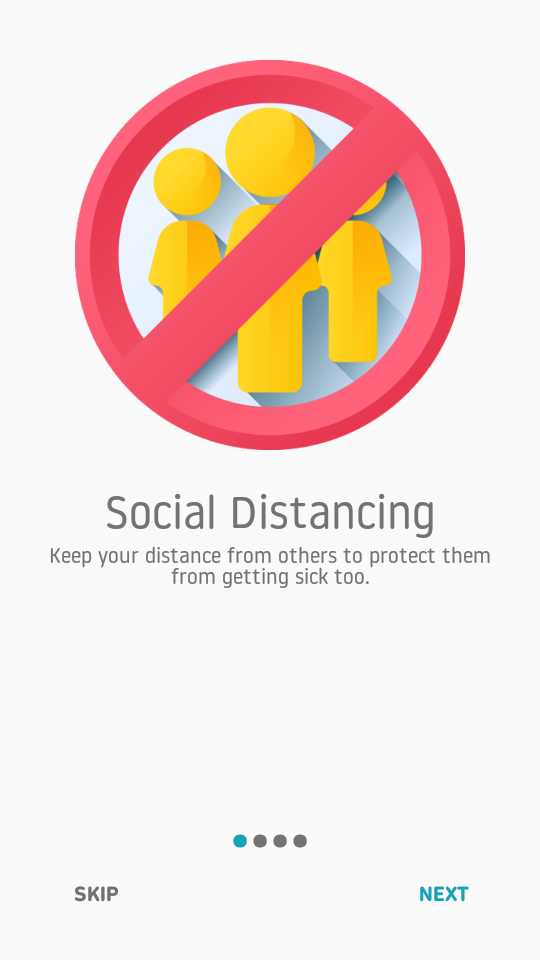 Social Distancing
Keep your distance from others to protect them
from getting sick too.
SKIP
NEXT